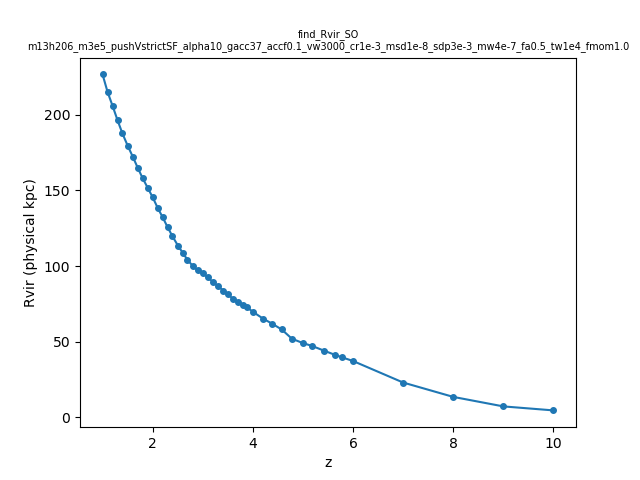 find_Rvir_SO
m13h206_m3e5_pushVstrictSF_alpha10_gacc37_accf0.1_vw3000_cr1e-3_msd1e-8_sdp3e-3_mw4e-7_fa0.5_tw1e4_fmom1.0
200
150
100
50
0
Rvir (physical kpc)
2
4
6
8
10
z